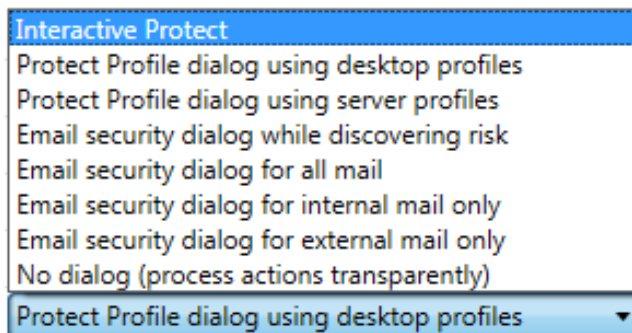 Interactive Protect
Protect Profile dialog using desktop profiles
Protect Profile dialog using server profiles
Email security dialog while discovering risk
Email security dialog for all mail
Email security dialog for internal mail only
Email security dialog for external mail only
No dialog (process actions transparently)
Protect Profile dialog using desktop profiles